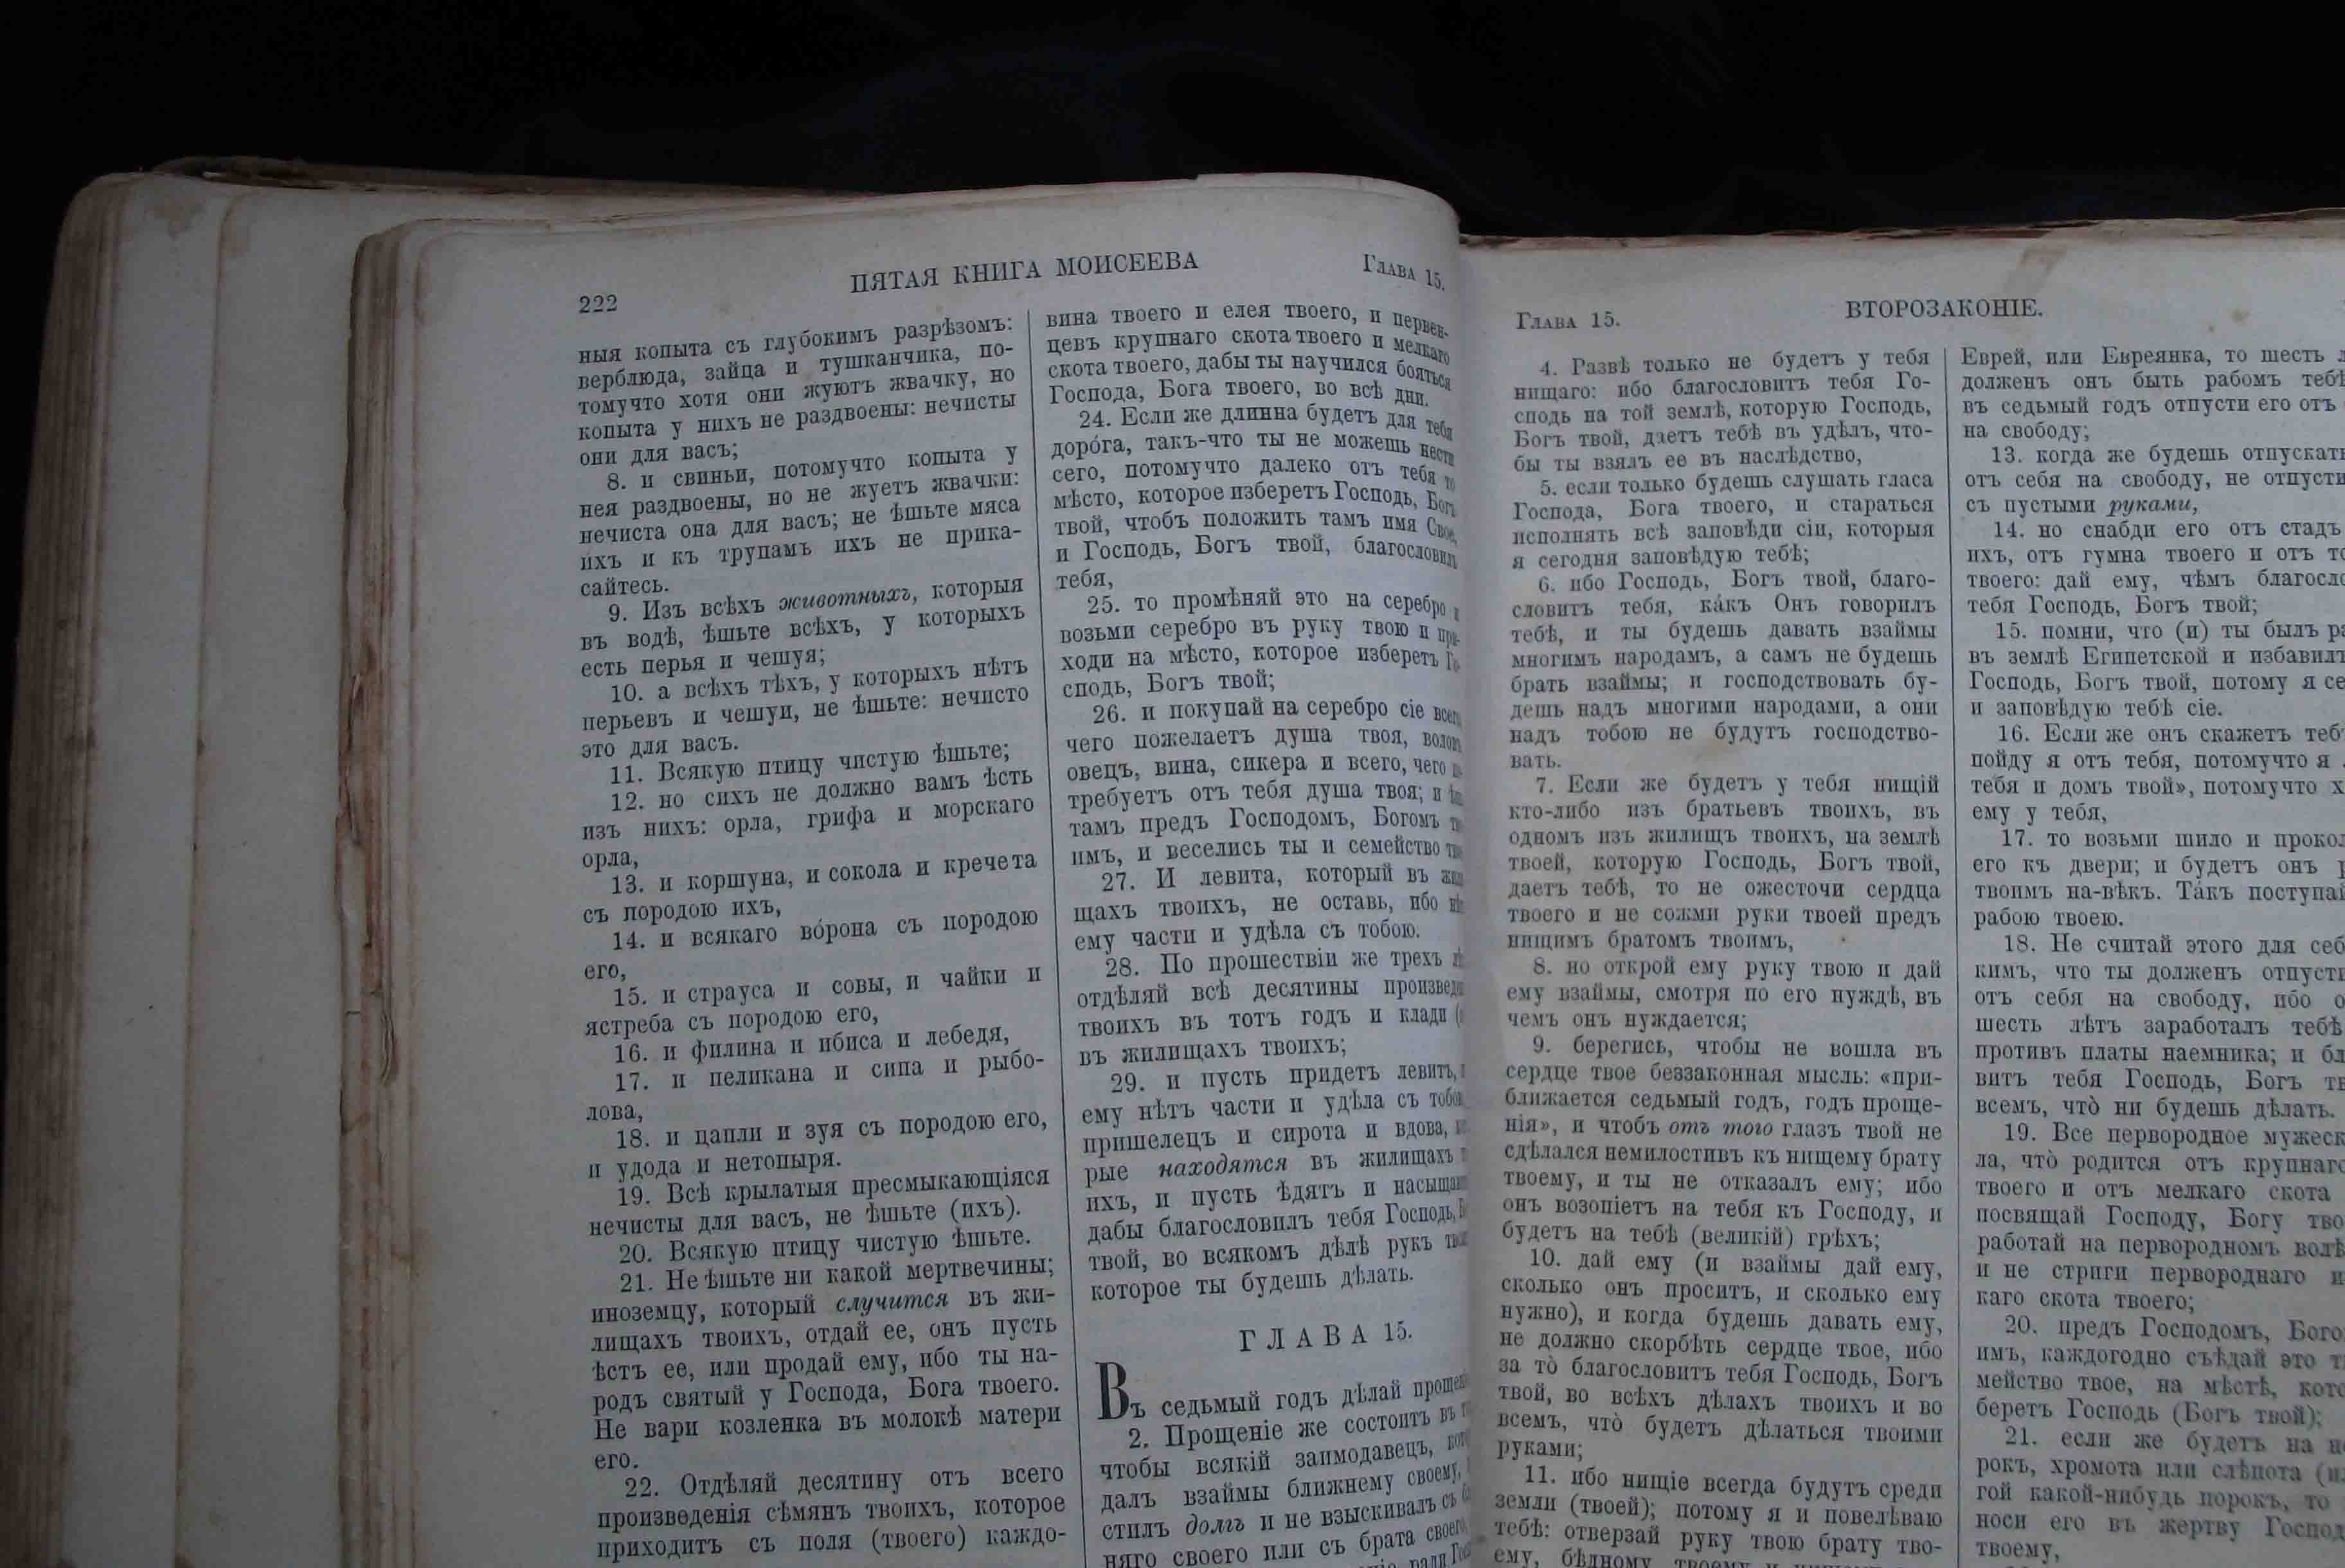 222
ПЯТАЯ КНИГА МОИСЕЕВА
Глава 15.
ныя копыта съ глубокимъ разрѣзомъ:
верблюда, зайца и тушканчика, по-
томучто хотя они жуютъ жвачку, но
копыта у нихъ не раздвоены: нечисты
они для васъ;
8. и свиньи, потомучто копыта у
нея раздвоены, но не жуетъ жвачки:
нечиста она для васъ; не ѣшьте мяса
ихъ и къ трупамъ ихъ не прика-
сайтесь.
9. Изъ всѣхъ животныхъ, которыя
въ водѣ, ѣшьте всѣхъ, у которыхъ
есть перья и чешуя;
10. а всѣхъ тѣхъ, у которыхъ нѣтъ
перьевъ и чешуи, не ѣшьте: нечисто
это для васъ.
11. Всякую птицу чистую ѣшьте;
12. но сихъ не должно вамъ ѣсть
изъ нихъ: орла, грифа и морскаго
орла,
13. и коршуна, и сокола и кречета
съ породою ихъ,
14. и всякаго во́рона съ породою
его,
15. и страуса и совы, и чайки и
ястреба съ породою его,
16. и филина и ибиса и лебедя,
17. и пеликана и сипа и рыбо-
лова,
18. и цапли и зуя съ породою его,
и удода и нетопыря.
19. Всѣ крылатыя пресмыкающіяся
нечисты для васъ, не ѣшьте (ихъ).
20. Всякую птицу чистую ѣшьте.
21. Не ѣшьте ни какой мертвечины;
иноземцу, который случится въ жи-
лищахъ твоихъ, отдай ее, онъ пусть
ѣстъ ее, или продай ему, ибо ты на-
родъ святый у Господа, Бога твоего.
Не вари козленка въ молокѣ матери
его.
22. Отдѣляй десятину отъ всего
произведенія сѣмянъ твоихъ, которое
приходитъ съ поля (твоего) каждо-
вина твоего и елея твоего, и первен-
цевъ крупнаго скота твоего и мелкаго
скота твоего, дабы ты научился бояться
Господа, Бога твоего, во всѣ дни.
24. Если же длинна будетъ для тебя
доро́га, такъ-что ты не можешь нести
сего, потомучто далеко отъ тебя то
мѣсто, которое изберетъ Господь, Богъ
твой, чтобъ положить тамъ имя Свое,
и Господь, Богъ твой, благословилъ
тебя,
25. то промѣняй это на серебро и
возьми серебро въ руку твою и при-
ходи на мѣсто, которое изберетъ Го-
сподь, Богъ твой;
26. и покупай на серебро сіе всего,
чего пожелаетъ душа твоя, воловъ,
овецъ, вина, сикера и всего, чего
требуетъ отъ тебя душа твоя; и
тамъ предъ Господомъ, Богомъ
имъ, и веселись ты и семейство
27. И левита, который въ
щахъ твоихъ, не оставь, ибо
ему части и удѣла съ тобою.
28. По прошествіи же трехъ
отдѣляй всѣ десятины
твоихъ въ тотъ годъ и клади
въ жилищахъ твоихъ;
29. и пусть придетъ левитъ,
ему нѣтъ части и удѣла съ
пришелецъ и сирота и вдова,
рые находятся въ жилищахъ
ихъ, и пусть ѣдятъ и
дабы благословилъ тебя Господь,
твой, во всякомъ дѣлѣ рукъ
которое ты будешь дѣлать.
ГЛАВА 15.
Въ седьмый годъ дѣлай
2. Прощеніе же состоитъ въ
чтобы всякій заимодавецъ,
далъ взаймы ближнему своему,
стилъ долгъ и не взыскивалъ съ
няго своего или съ брата своего,
ради
Глава 15.
ВТОРОЗАКОНІЕ.
4. Развѣ только не будетъ у тебя
нищаго: ибо благословитъ тебя Го-
сподь на той землѣ, которую Господь,
Богъ твой, даетъ тебѣ въ удѣлъ, что-
бы ты взялъ ее въ наслѣдство,
5. если только будешь слушать гласа
Господа, Бога твоего, и стараться
исполнять всѣ заповѣди сіи, которыя
я сегодня заповѣдую тебѣ;
6. ибо Господь, Богъ твой, благо-
словитъ тебя, ка́къ Онъ говорилъ
тебѣ, и ты будешь давать взаймы
многимъ народамъ, а самъ не будешь
брать взаймы; и господствовать бу-
дешь надъ многими народами, а они
надъ тобою не будутъ господство-
вать.
7. Если же будетъ у тебя нищій
кто-либо изъ братьевъ твоихъ, въ
одномъ изъ жилищъ твоихъ, на землѣ
твоей, которую Господь, Богъ твой,
даетъ тебѣ, то не ожесточи сердца
твоего и не сожми руки твоей предъ
нищимъ братомъ твоимъ,
8. но открой ему руку твою и дай
ему взаймы, смотря по его нуждѣ, въ
чемъ онъ нуждается;
9. берегись, чтобы не вошла въ
сердце твое беззаконная мысль: «при-
ближается седьмый годъ, годъ проще-
нія», и чтобъ отъ того глазъ твой не
сдѣлался немилостивъ къ нищему брату
твоему, и ты не отказалъ ему; ибо
онъ возопіетъ на тебя къ Господу, и
будетъ на тебѣ (великій) грѣхъ;
10. дай ему (и взаймы дай ему,
сколько онъ проситъ, и сколько ему
нужно), и когда будешь давать ему,
не должно скорбѣть сердце твое, ибо
за то̀ благословитъ тебя Господь, Богъ
твой, во всѣхъ дѣлахъ твоихъ и во
всемъ, что̀ будетъ дѣлаться твоими
руками;
11. ибо нищіе всегда будутъ среди
земли (твоей); потому я и повелѣваю
тебѣ: отверзай руку твою брату тво-
ему, бѣдному твоему и
Еврей, или Евреянка, то шесть
долженъ онъ быть рабомъ тебѣ
въ седьмый годъ отпусти его отъ
на свободу;
13. когда же будешь отпускать
отъ себя на свободу, не отпусти
съ пустыми руками,
14. но снабди его отъ стадъ
ихъ, отъ гумна твоего и отъ
твоего: дай ему, чѣмъ
тебя Господь, Богъ твой;
15. помни, что (и) ты былъ
въ землѣ Египетской и избавилъ
Господь, Богъ твой, потому я
и заповѣдую тебѣ сіе.
16. Если же онъ скажетъ
пойду я отъ тебя, потомучто я
тебя и домъ твой», потомучто
ему у тебя,
17. то возьми шило и
его къ двери; и будетъ онъ
твоимъ на-вѣкъ. Та́къ поступай
рабою твоею.
18. Не считай этого для
кимъ, что ты долженъ
отъ себя на свободу, ибо
шесть лѣтъ заработалъ тебѣ
противъ платы наемника; и
витъ тебя Господь, Богъ
всемъ, что̀ ни будешь дѣлать.
19. Все первородное
ла, что̀ родится отъ крупнаго
твоего и отъ мелкаго скота
посвящай Господу, Богу
работай на первородномъ волѣ
и не стриги первороднаго
каго скота твоего;
20. предъ Господомъ,
имъ, каждогодно съѣдай это
мейство твое, на мѣстѣ,
беретъ Господь (Богъ твой);
21. если же будетъ на
рокъ, хромота или слѣпота
гой какой-нибудь порокъ, то
носи его въ жертву
твоему,